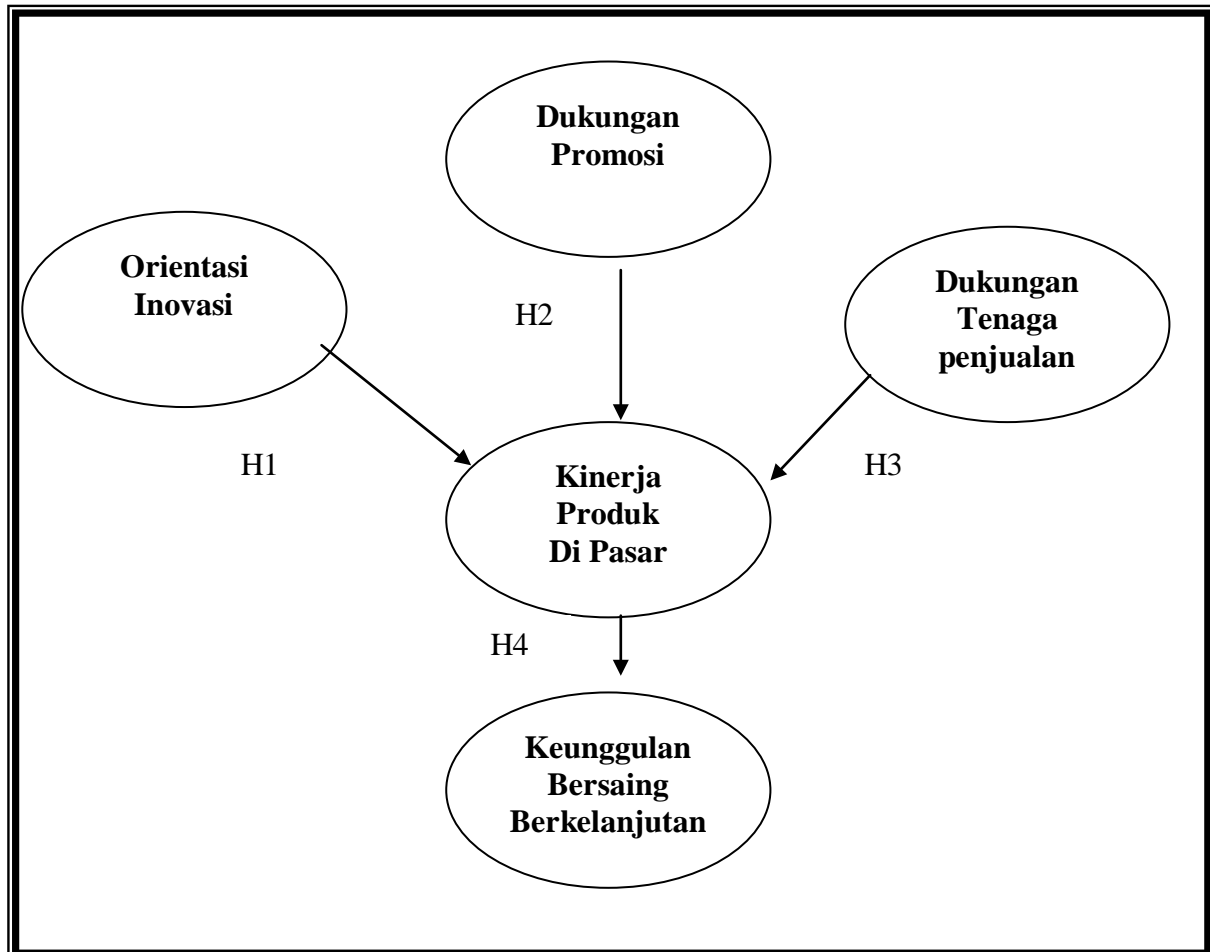 Dukungan
Promosi
Orientasi
Inovasi
Dukungan
Tenaga
penjualan
H2
H1
H3
Kinerja
Produk
Di Pasar
H4
Keunggulan
Bersaing
Berkelanjutan